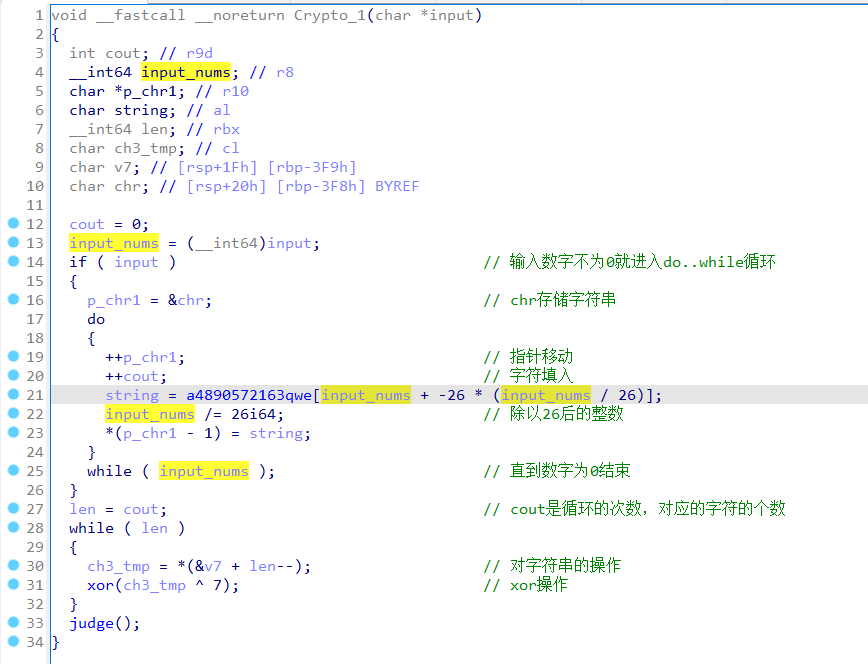 1 void __fastcall __noreturn Crypto_1(char *input)
2 {
3 int cout; // r9d
4 __int64 input_nums; // r8
5 char *p_chr1; // r10
6 char string; // al
7 __int64 len; // rbx
8 char ch3_tmp; // cl
9 char v7; // [rsp+1Fh] [rbp-3F9h]
10 char chr; // [rsp+20h] [rbp-3F8h] BYREF
11
12 cout = 0;
13 input_nums = (__int64)input;
14 if ( input ) // 输入数字不为0就进入do..while循环
15 {
16 p_chr1 = &chr; // chr存储字符串
17 do
18 {
19 ++p_chr1; // 指针移动
20 ++cout; // 字符填入
21 string = a4890572163qwe[input_nums + -26 * (input_nums / 26)];
22 input_nums /= 26i64; // 除以26后的整数
23 *(p_chr1 - 1) = string;
24 }
25 while ( input_nums ); // 直到数字为0结束
26 }
27 len = cout; // cout是循环的次数，对应的字符的个数
28 while ( len )
29 {
30 ch3_tmp = *(&v7 + len--); // 对字符串的操作
31 xor(ch3_tmp ^ 7); // xor操作
32 }
33 judge();
34 }